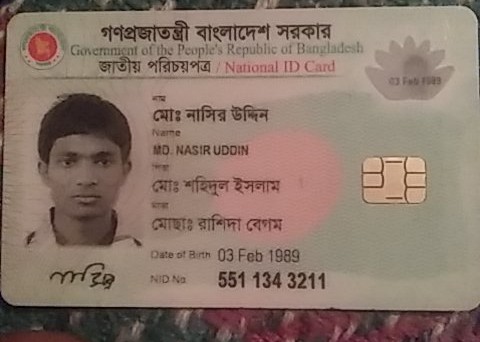 গণপ্রজাতন্ত্রী বাংলাদেশ সরকার
Government of the People's Republic of Bangladesh
জাতীয় পরিচয়পত্র / National ID Card
03 Feb 1989
নাম
মোঃ নাসির উদ্দিন
Name
MD. NASIR UDDIN
পিতা
মোঃ শহিদুল ইসলাম
মাতা
মোছাঃ রাশিদা বেগম
Date of Birth 03 Feb 1989
NID No 551 134 3211
নাসির